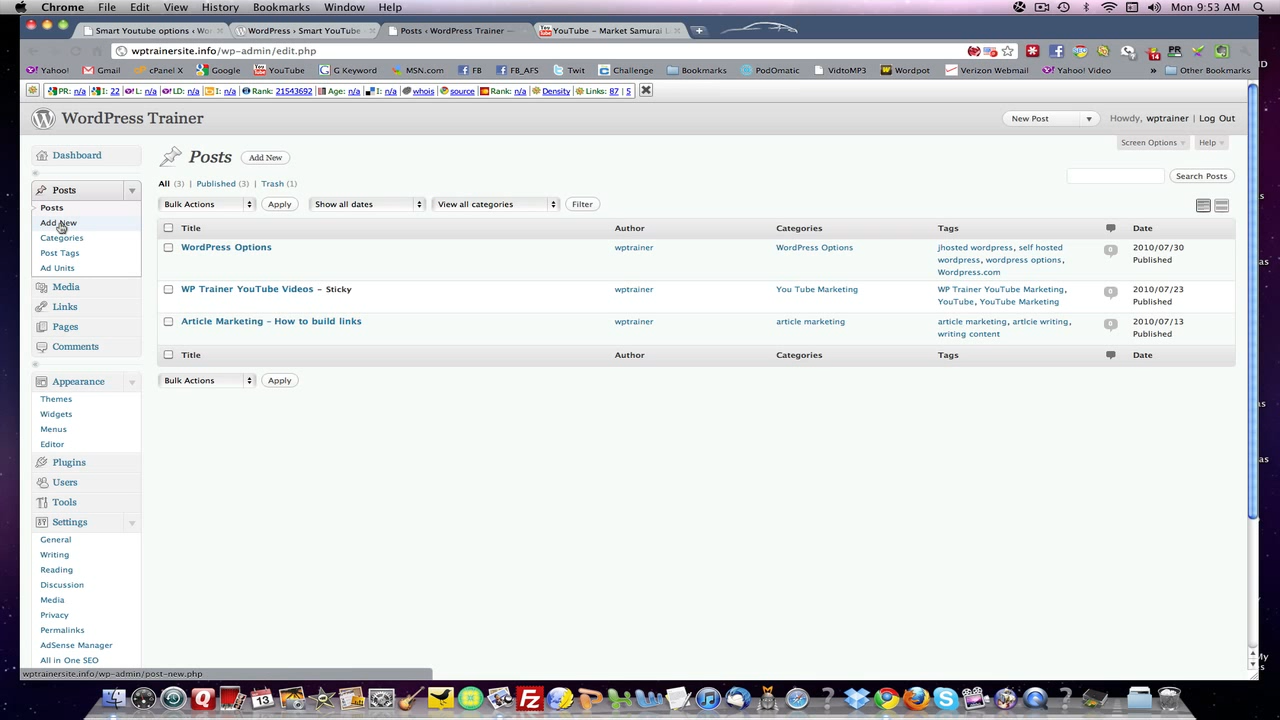 Chrome File Edit View History Bookmarks Window Help Mon 9:53 AM
Smart Youtube options ‹ Wo WordPress › Smart YouTube Posts ‹ WordPress Trainer — YouTube – Market Samurai L
wptrainersite.info/wp-admin/edit.php
Yahoo! Gmail cPanel X Google YouTube G Keyword MSN.com FB FB_AFS Twit Challenge Bookmarks PodOmatic VidtoMP3 Wordpot Verizon Webmail Yahoo! Video » Other Bookmarks
PR: n/a I: 22 L: n/a LD: n/a I: n/a Rank: 21543692 Age: n/a I: n/a whois source Rank: n/a Density Links: 87 | 5
WordPress Trainer New Post Howdy, wptrainer | Log Out
Screen Options Help
Dashboard
Posts
Posts
Add New
Categories
Post Tags
Ad Units
Media
Links
Pages
Comments
Appearance
Themes
Widgets
Menus
Editor
Plugins
Users
Tools
Settings
General
Writing
Reading
Discussion
Media
Privacy
Permalinks
AdSense Manager
All in One SEO
Posts Add New
All (3) | Published (3) | Trash (1)
Search Posts
Bulk Actions Apply Show all dates View all categories Filter
Title Author Categories Tags Date
WordPress Options wptrainer WordPress Options jhosted wordpress, self hosted 2010/07/30
wordpress, wordpress options, Published
Wordpress.com
0
WP Trainer YouTube Videos – Sticky wptrainer You Tube Marketing WP Trainer YouTube Marketing, 2010/07/23
YouTube, YouTube Marketing Published
0
Article Marketing – How to build links wptrainer article marketing article marketing, artlcie writing, 2010/07/13
writing content Published
0
Title Author Categories Tags Date
Bulk Actions Apply
wptrainersite.info/wp-admin/post-new.php